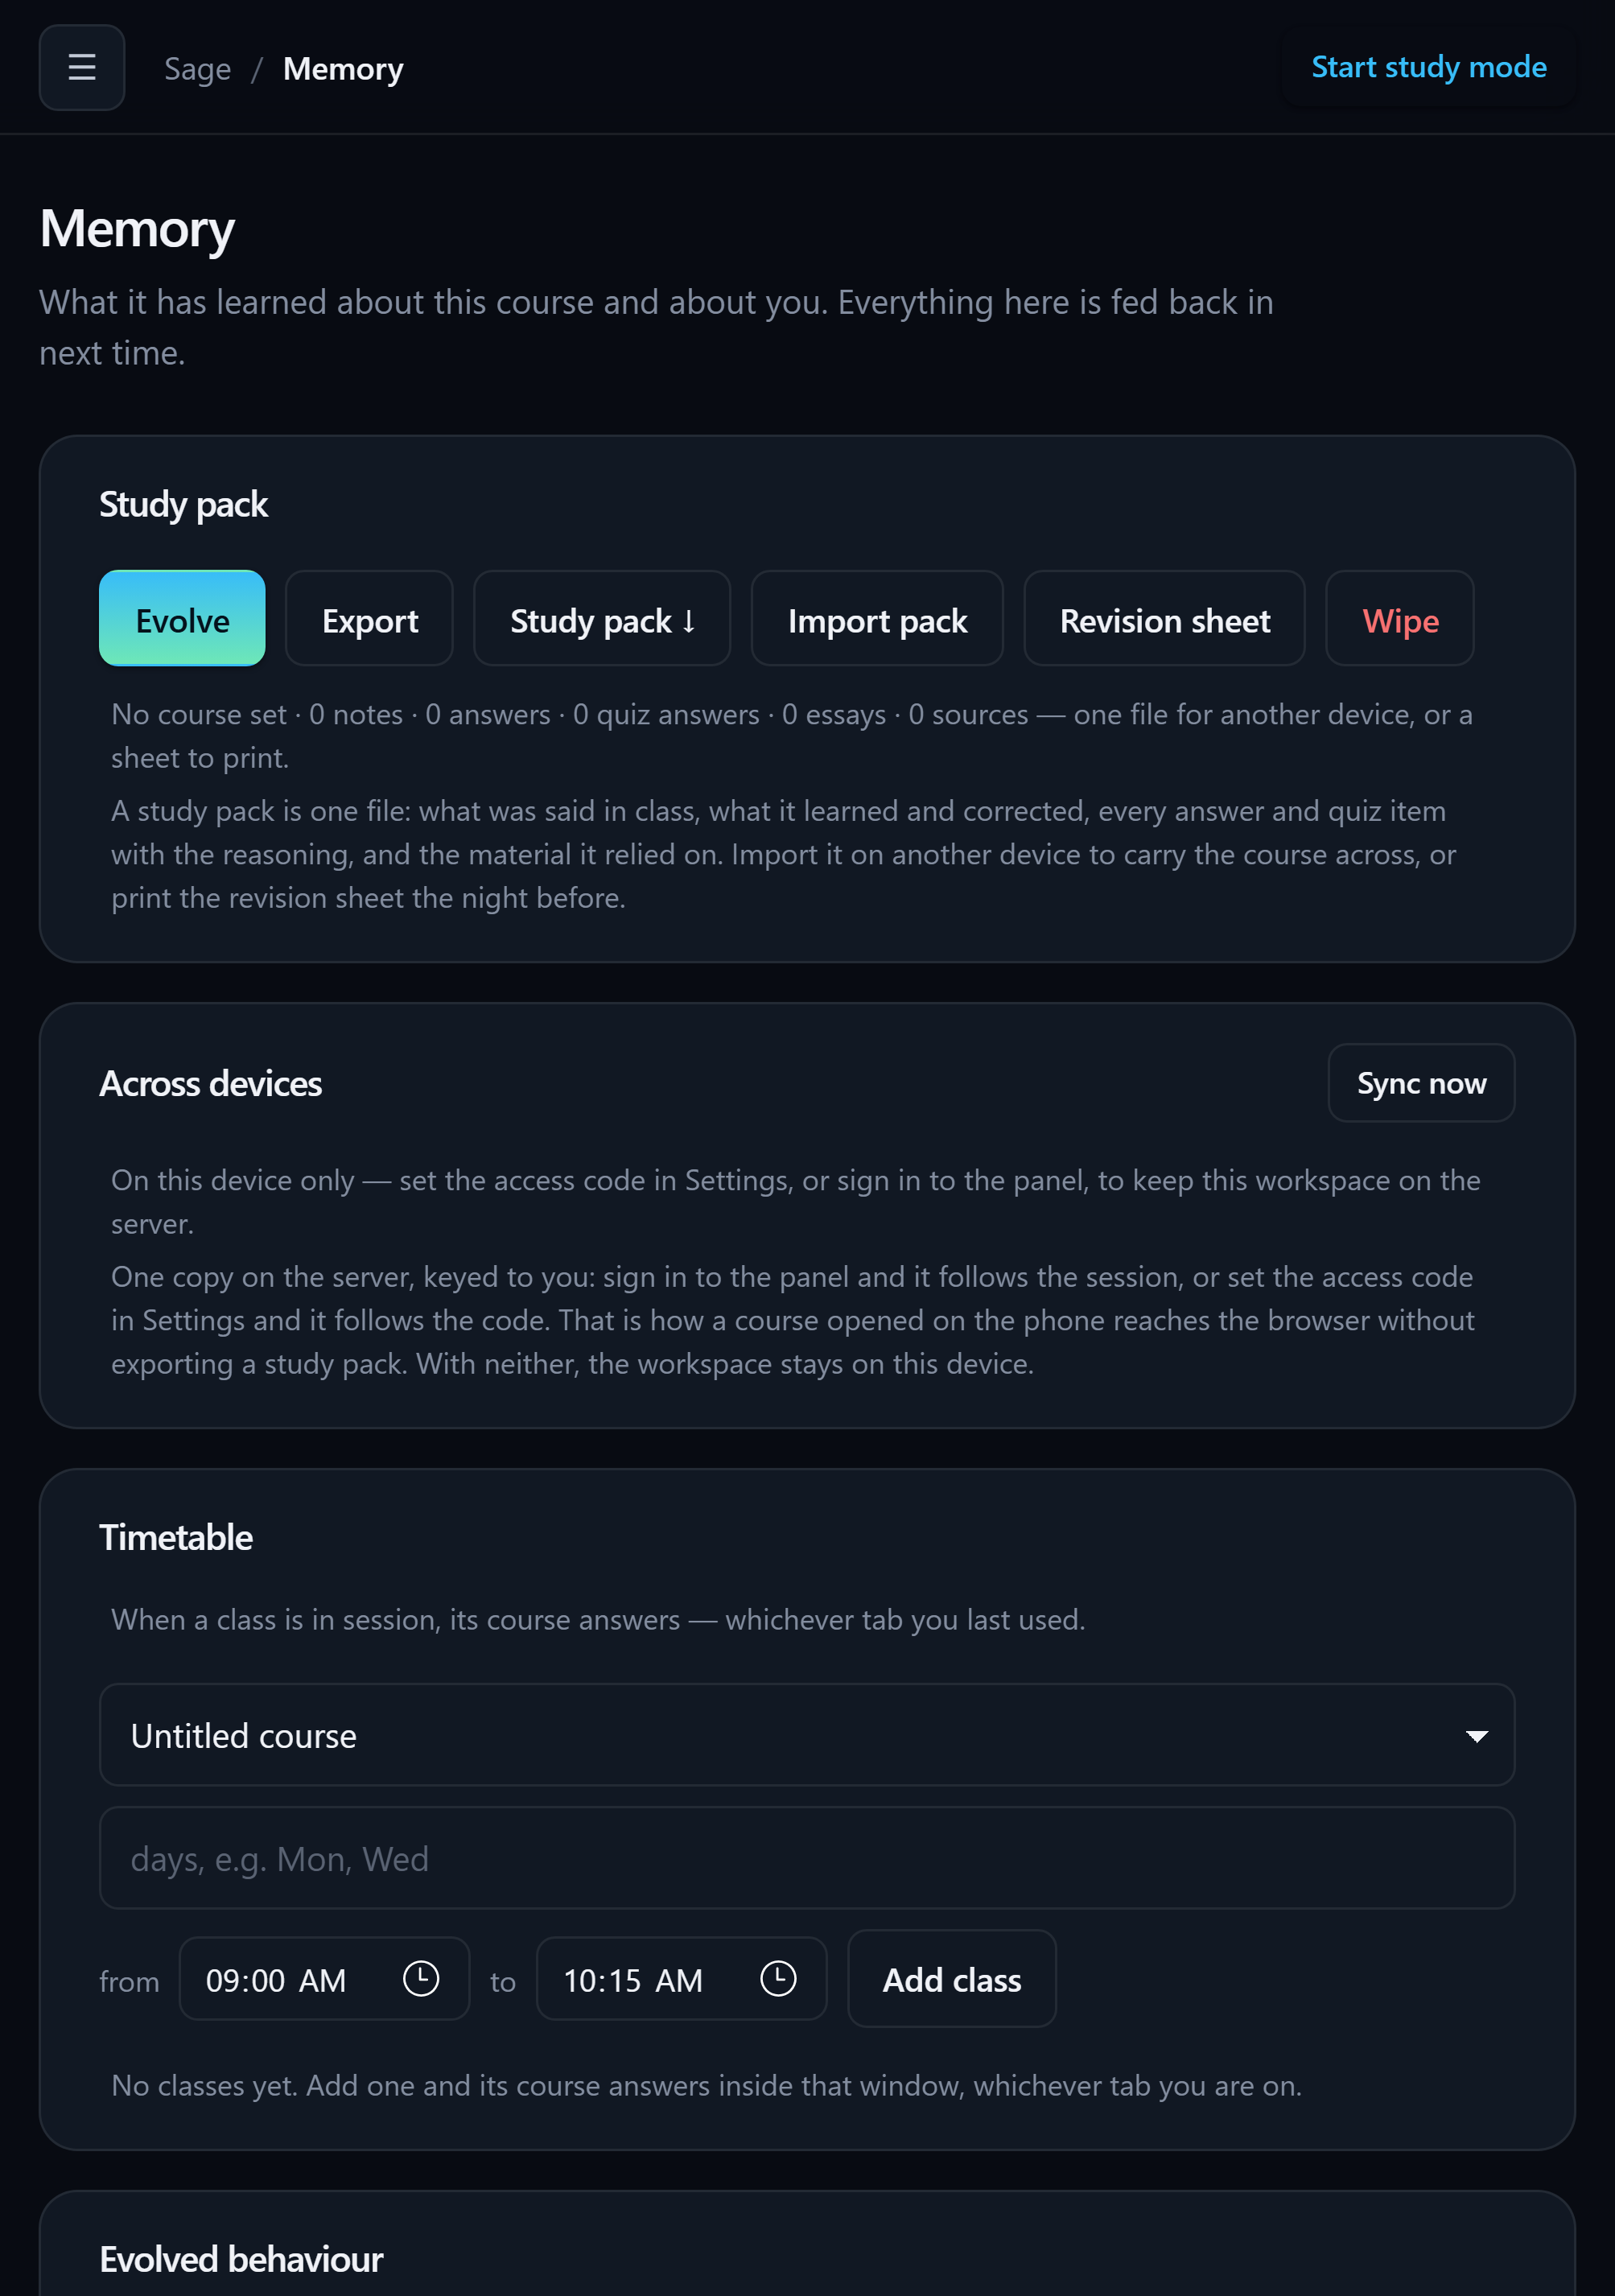 ☰ Sage / Memory Start study mode
Memory
What it has learned about this course and about you. Everything here is fed back in
next time.
Study pack
Evolve Export Study pack ↓ Import pack Revision sheet Wipe
No course set · 0 notes · 0 answers · 0 quiz answers · 0 essays · 0 sources — one file for another device, or a
sheet to print.
A study pack is one file: what was said in class, what it learned and corrected, every answer and quiz item
with the reasoning, and the material it relied on. Import it on another device to carry the course across, or
print the revision sheet the night before.
Across devices Sync now
On this device only — set the access code in Settings, or sign in to the panel, to keep this workspace on the
server.
One copy on the server, keyed to you: sign in to the panel and it follows the session, or set the access code
in Settings and it follows the code. That is how a course opened on the phone reaches the browser without
exporting a study pack. With neither, the workspace stays on this device.
Timetable
When a class is in session, its course answers — whichever tab you last used.
Untitled course
days, e.g. Mon, Wed
from 09:00 AM to 10:15 AM Add class
No classes yet. Add one and its course answers inside that window, whichever tab you are on.
Evolved behaviour